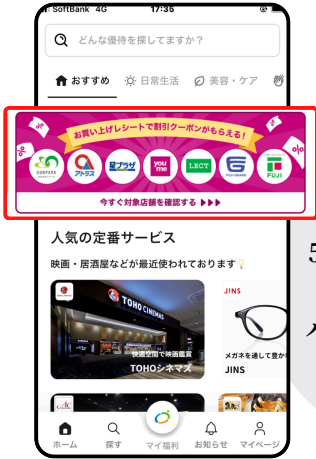 SoftBank 4G 17:35
どんな優待を探してますか?
おすすめ 日常生活 美容・ケア
お買い上げレシートで割引クーポンがもらえる!
SUNPARK アトラス 星プラザ you me LECT FUJIGRAND FUJI
今すぐ対象店舗を確認する ▶▶▶
人気の定番サービス
映画・居酒屋などが最近使われております
TOHO CINEMAS
快適空間で映画鑑賞
TOHOシネマズ
JINS
メガネを通して豊か
JINS
ホーム 探す マイ福利 お知らせ マイページ